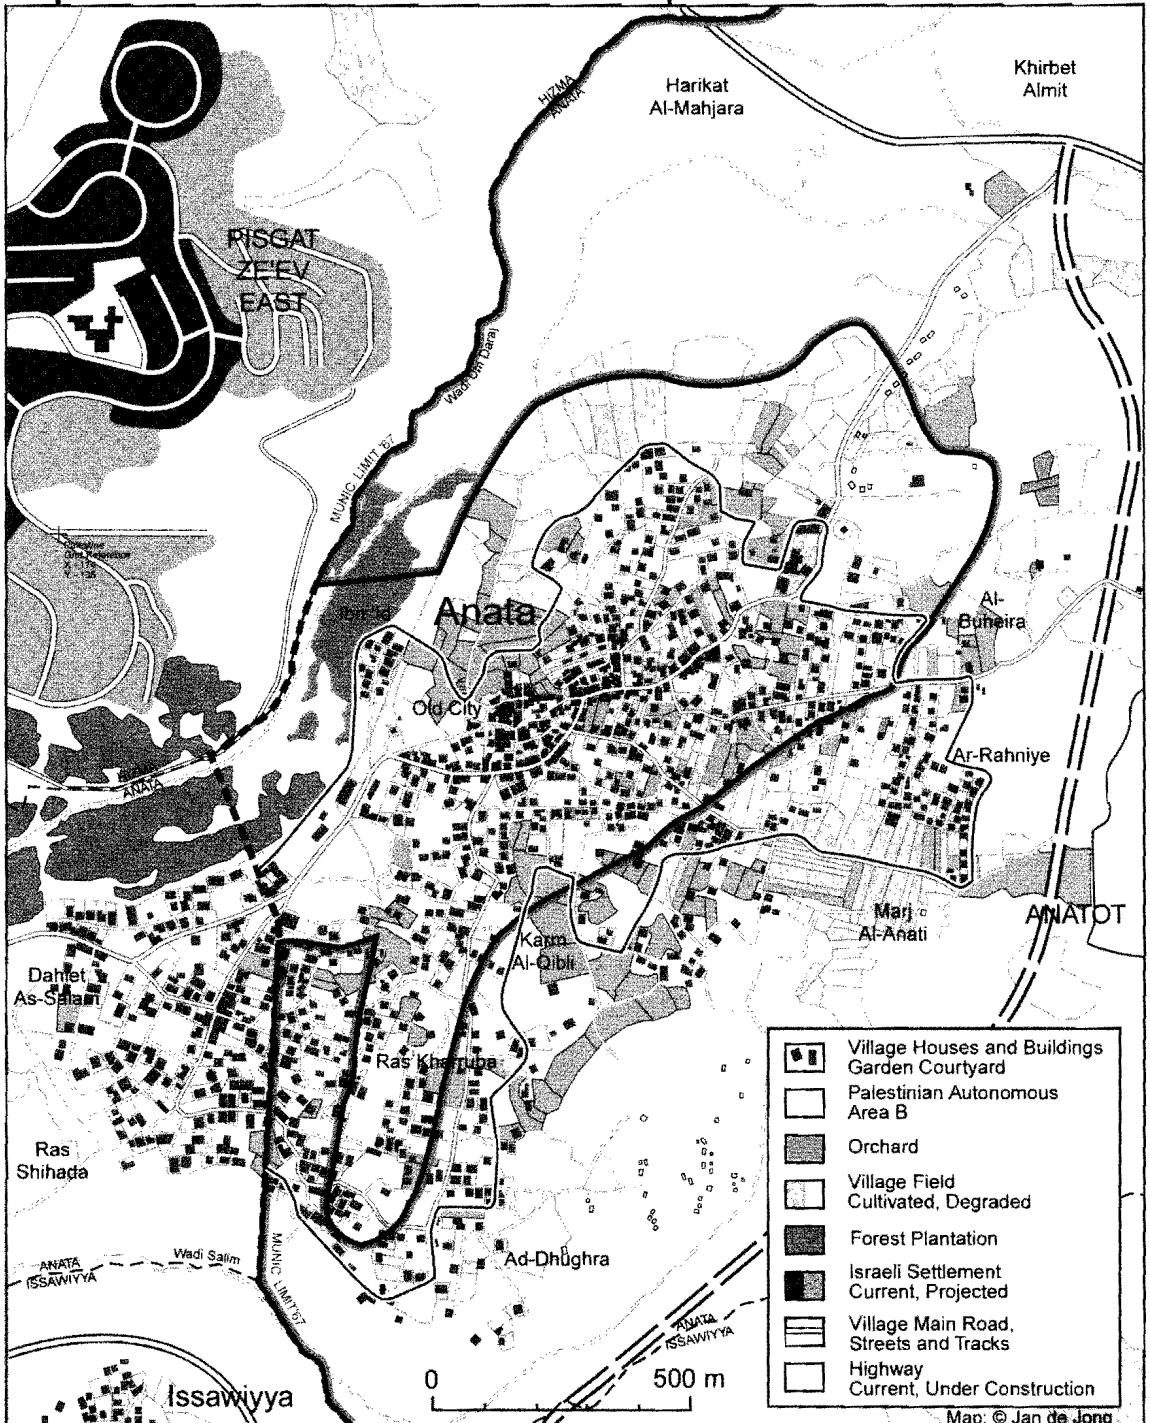 Harikat
Al-Mahjara
Khirbet
Almit
HIZMA
ANATA
PISGAT
ZE'EV
EAST
Wadi Om Daraj
MUNIC. LIMIT '67
Grid Reference
Anata
Al-
Buheira
Old City
Ar-Rahniye
ANATA
Marj
Al-Anati
ANATOT
Karm
Al-Qibli
Dahiet
As-Salam
Ras Kharruba
Ras
Shihada
Ad-Dhughra
ANATA
ISSAWIYYA
Wadi Salim
MUNIC. LIMIT '67
ANATA
ISSAWIYYA
Issawiyya
0 500 m
Village Houses and Buildings
Garden Courtyard
Palestinian Autonomous
Area B
Orchard
Village Field
Cultivated, Degraded
Forest Plantation
Israeli Settlement
Current, Projected
Village Main Road,
Streets and Tracks
Highway
Current, Under Construction
Map: © Jan de Jong